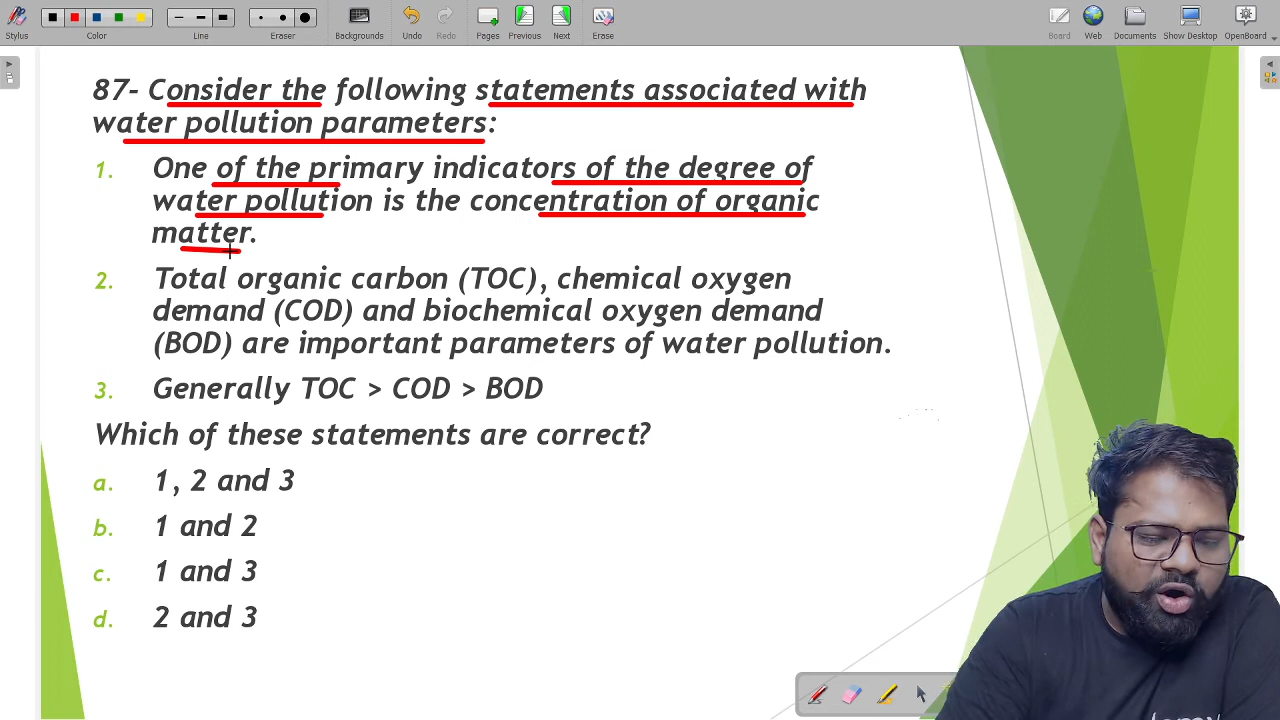 Stylus
Color
Line
Eraser
Backgrounds
Undo
Redo
Pages
Previous
Next
Erase
Board
Web
Documents
Show Desktop
OpenBoard
87- Consider the following statements associated with
water pollution parameters:
1. One of the primary indicators of the degree of
water pollution is the concentration of organic
matter.
2. Total organic carbon (TOC), chemical oxygen
demand (COD) and biochemical oxygen demand
(BOD) are important parameters of water pollution.
3. Generally TOC > COD > BOD
Which of these statements are correct?
a. 1, 2 and 3
b. 1 and 2
c. 1 and 3
d. 2 and 3